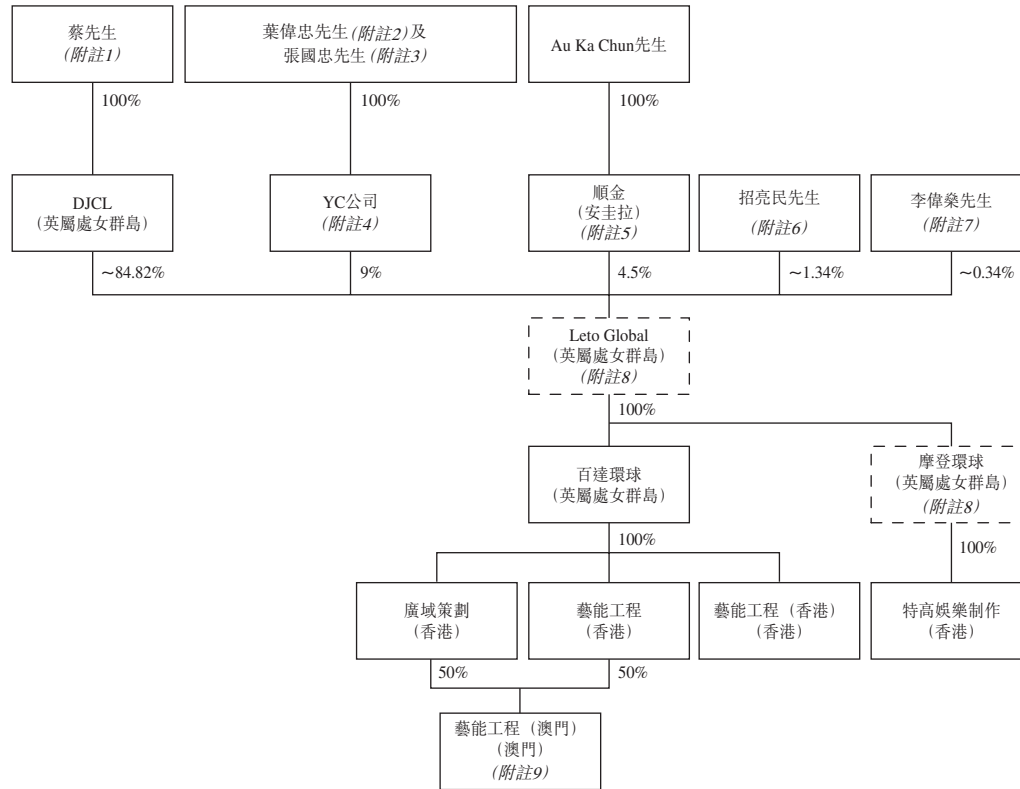 蔡先生
(附註1)
葉偉忠先生(附註2)及
張國忠先生(附註3)
Au Ka Chun先生
100%
100%
100%
DJCL
(英屬處女群島)
YC公司
(附註4)
順金
(安圭拉)
(附註5)
招亮民先生
(附註6)
李偉燊先生
(附註7)
~84.82%
9%
4.5%
~1.34%
~0.34%
Leto Global
(英屬處女群島)
(附註8)
100%
百達環球
(英屬處女群島)
摩登環球
(英屬處女群島)
(附註8)
100%
100%
廣域策劃
(香港)
藝能工程
(香港)
藝能工程(香港)
(香港)
特高娛樂制作
(香港)
50%
50%
藝能工程(澳門)
(澳門)
(附註9)